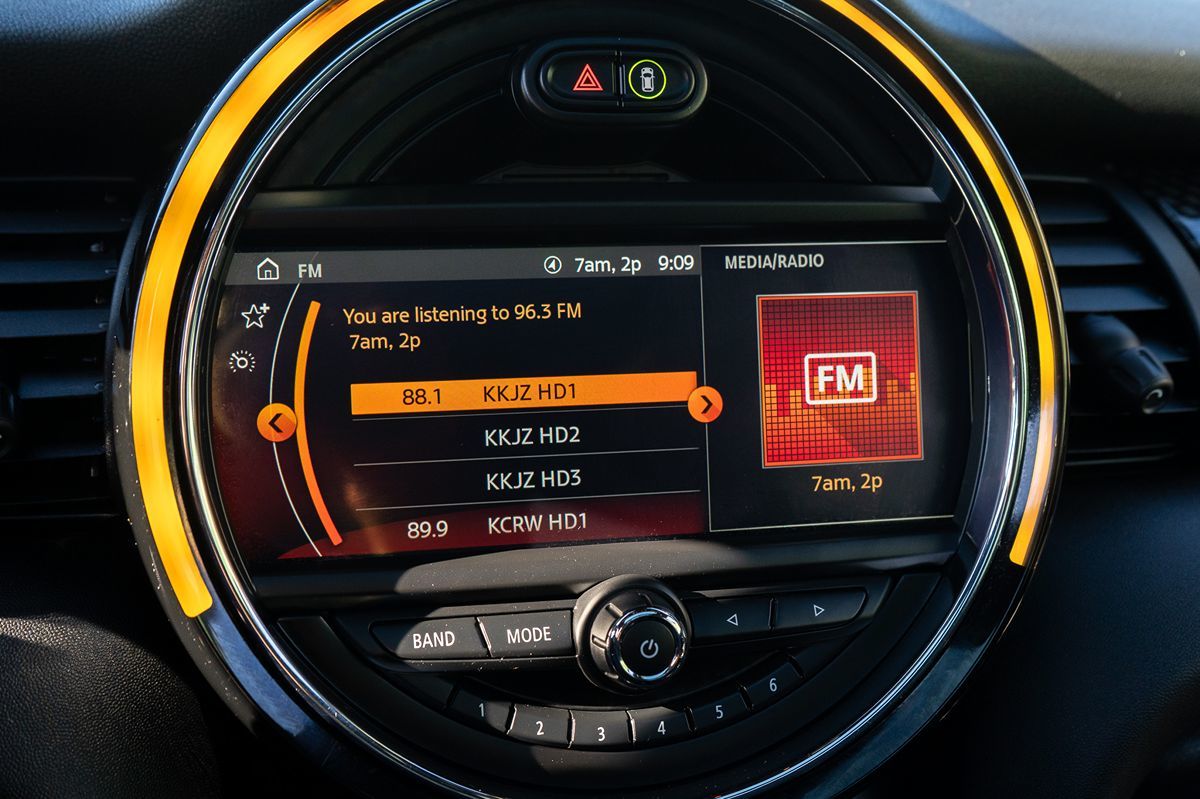 FM 7am, 2p 9:09
MEDIA/RADIO
You are listening to 96.3 FM
7am, 2p
88.1 KKJZ HD1
KKJZ HD2
KKJZ HD3
89.9 KCRW HD1
FM
7am, 2p
BAND MODE
1 2 3 4 5 6